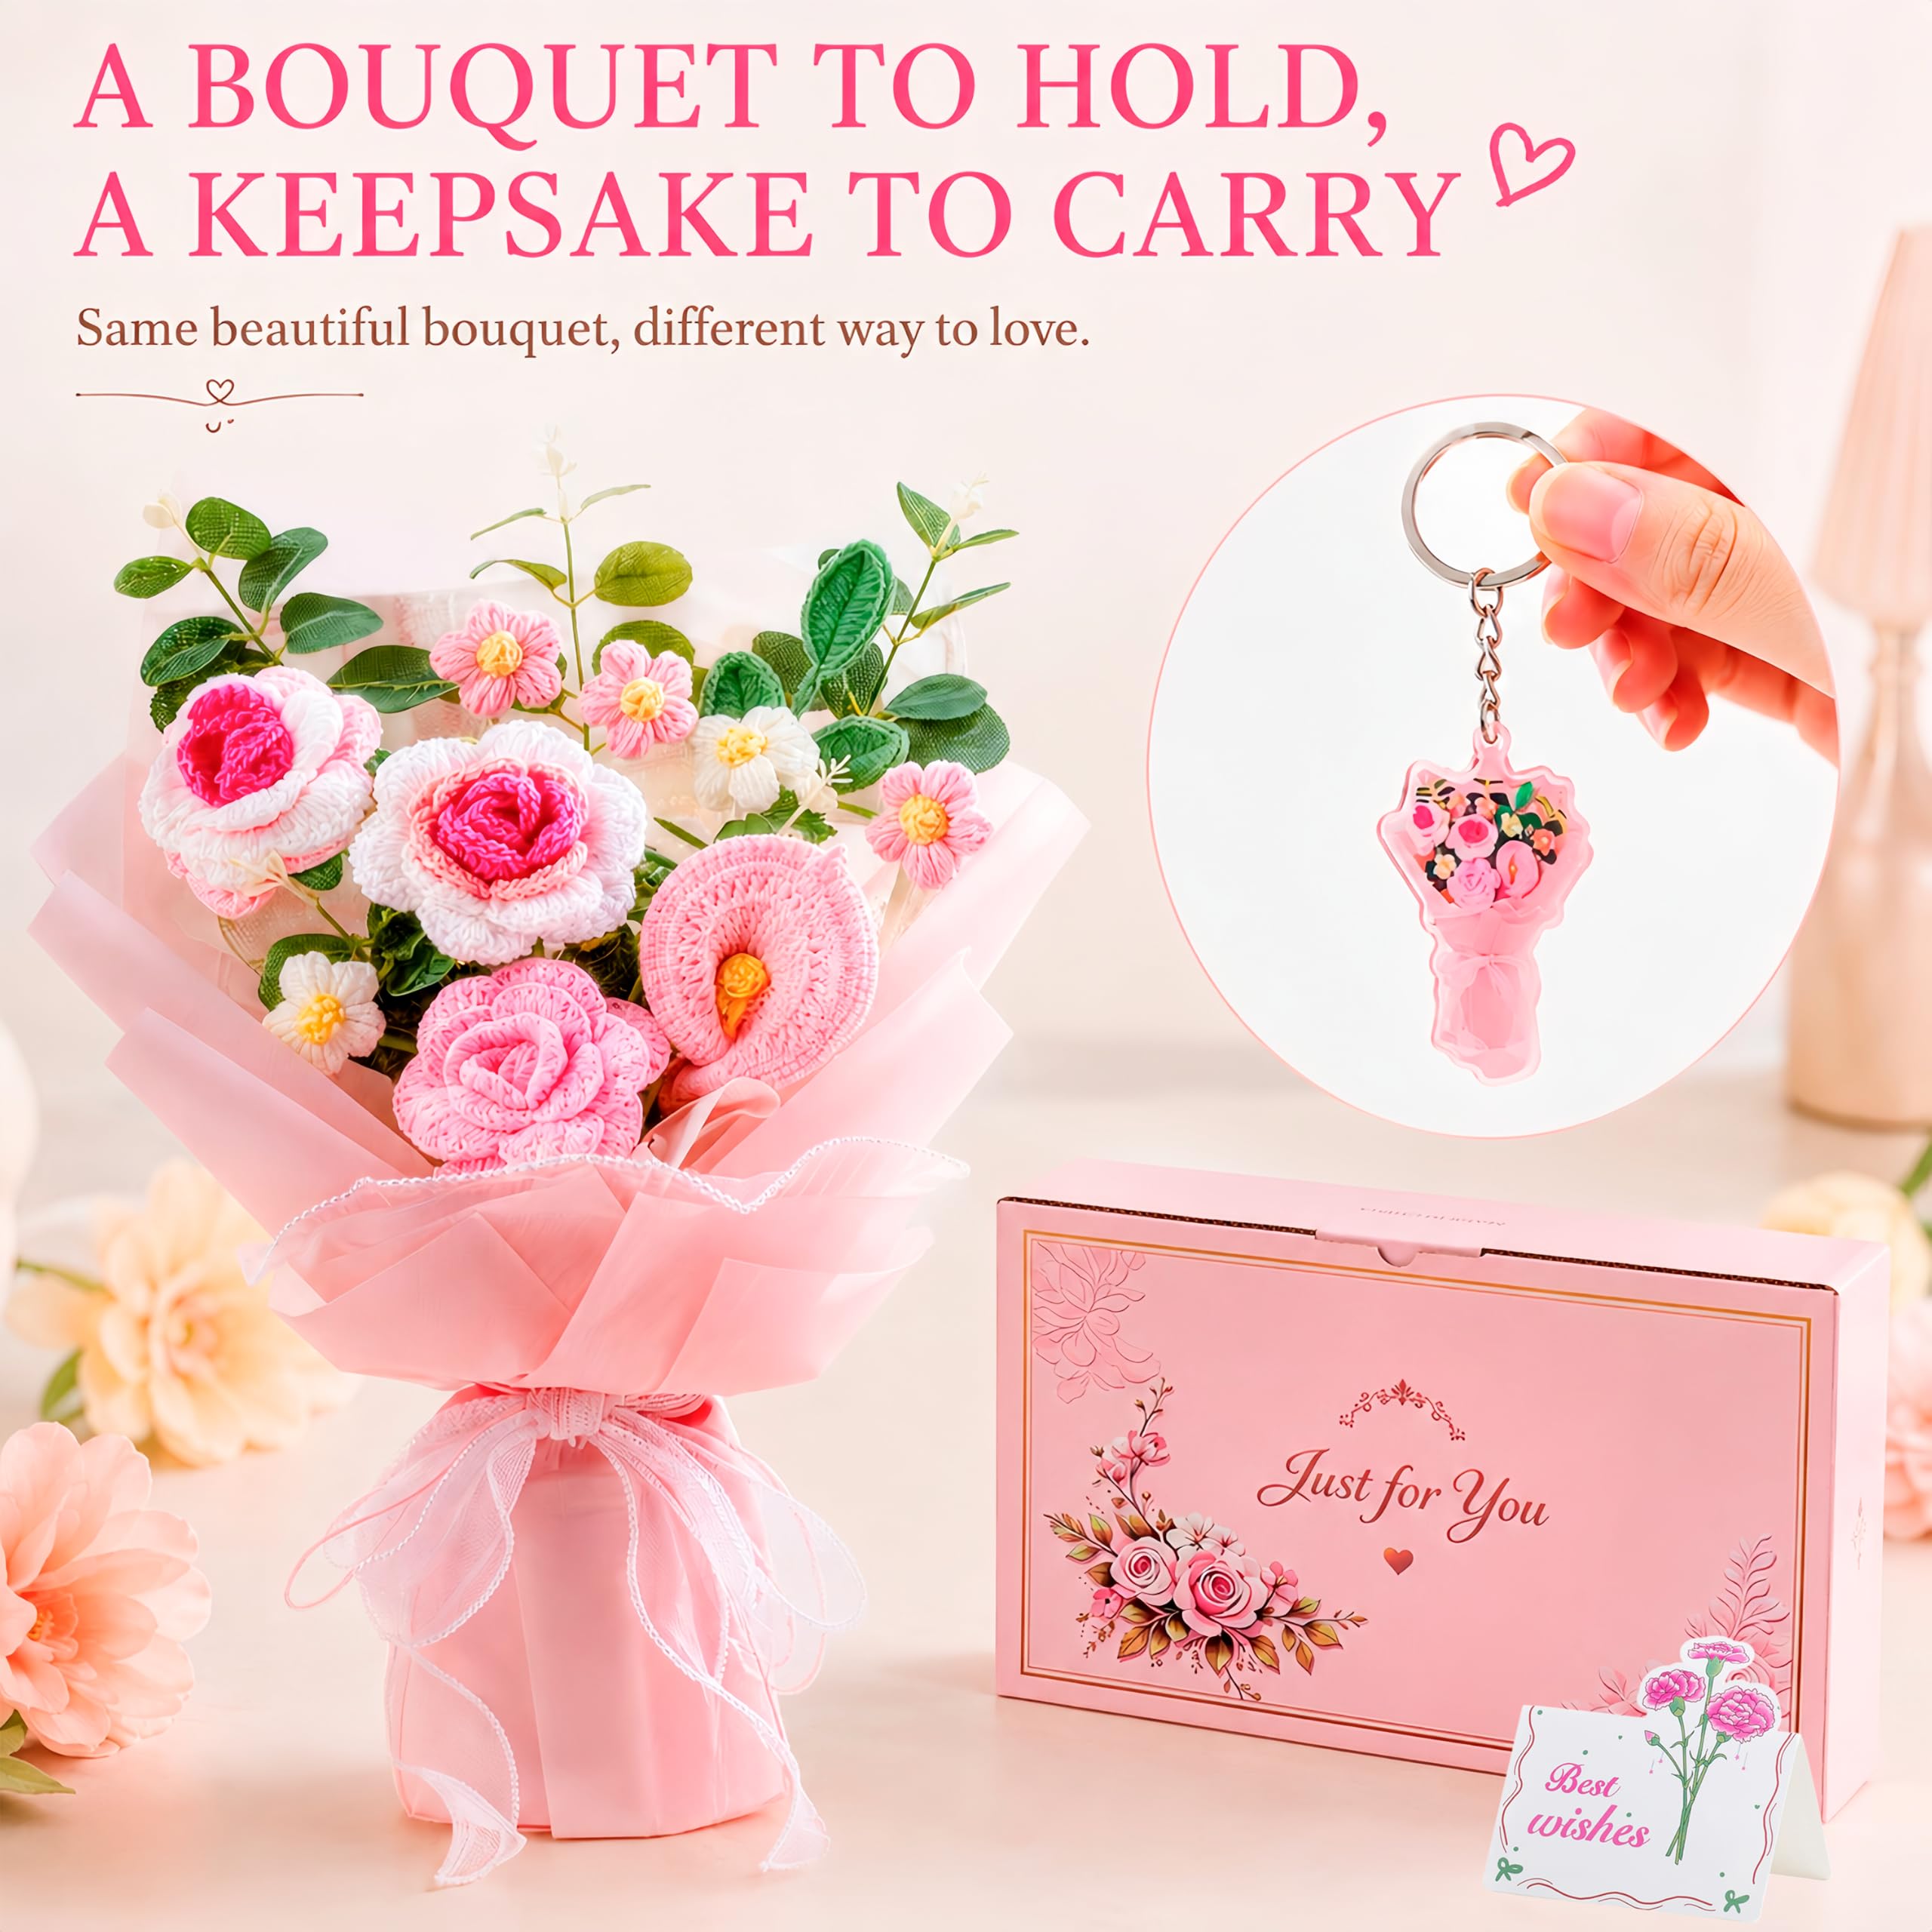 A BOUQUET TO HOLD,
A KEEPSAKE TO CARRY
Same beautiful bouquet, different way to love.
Just for You
Best
wishes